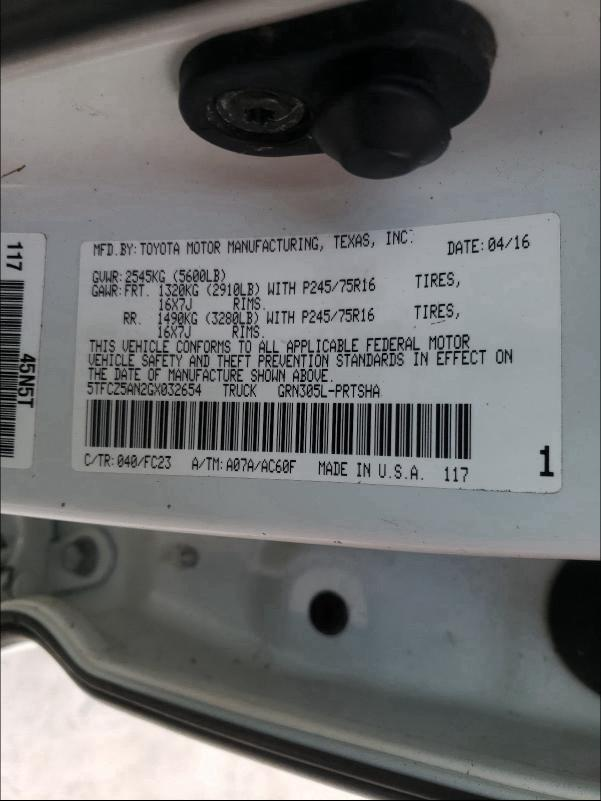 MFD.BY:TOYOTA MOTOR MANUFACTURING, TEXAS, INC. DATE:04/16
GVWR:2545KG (5600LB)
GAWR:FRT. 1320KG (2910LB) WITH P245/75R16 TIRES,
16X7J RIMS.
RR. 1490KG (3280LB) WITH P245/75R16 TIRES,
16X7J RIMS.
THIS VEHICLE CONFORMS TO ALL APPLICABLE FEDERAL MOTOR
VEHICLE SAFETY AND THEFT PREVENTION STANDARDS IN EFFECT ON
THE DATE OF MANUFACTURE SHOWN ABOVE.
5TFCZ5AN2GX032654 TRUCK GRN305L-PRTSHA
C/TR:040/FC23 A/TM:A07A/AC60F MADE IN U.S.A. 117 1
117
45N5T